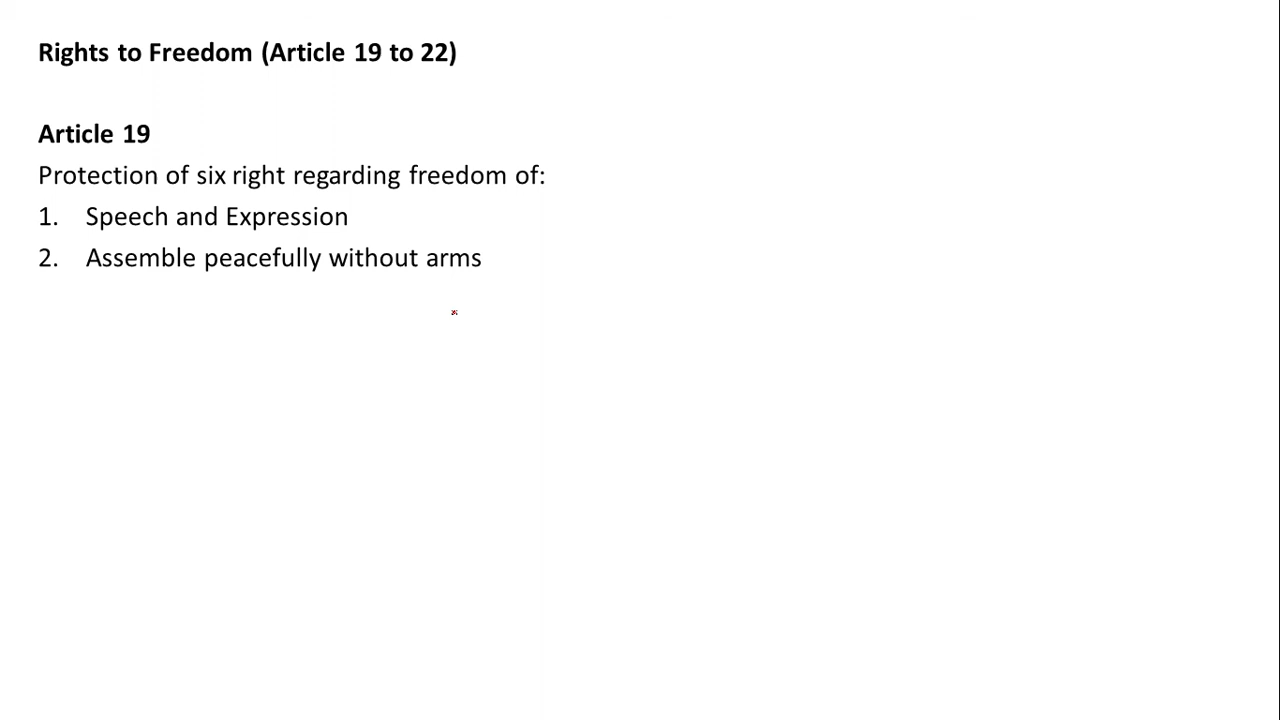 Rights to Freedom (Article 19 to 22)
Article 19
Protection of six right regarding freedom of:
1. Speech and Expression
2. Assemble peacefully without arms